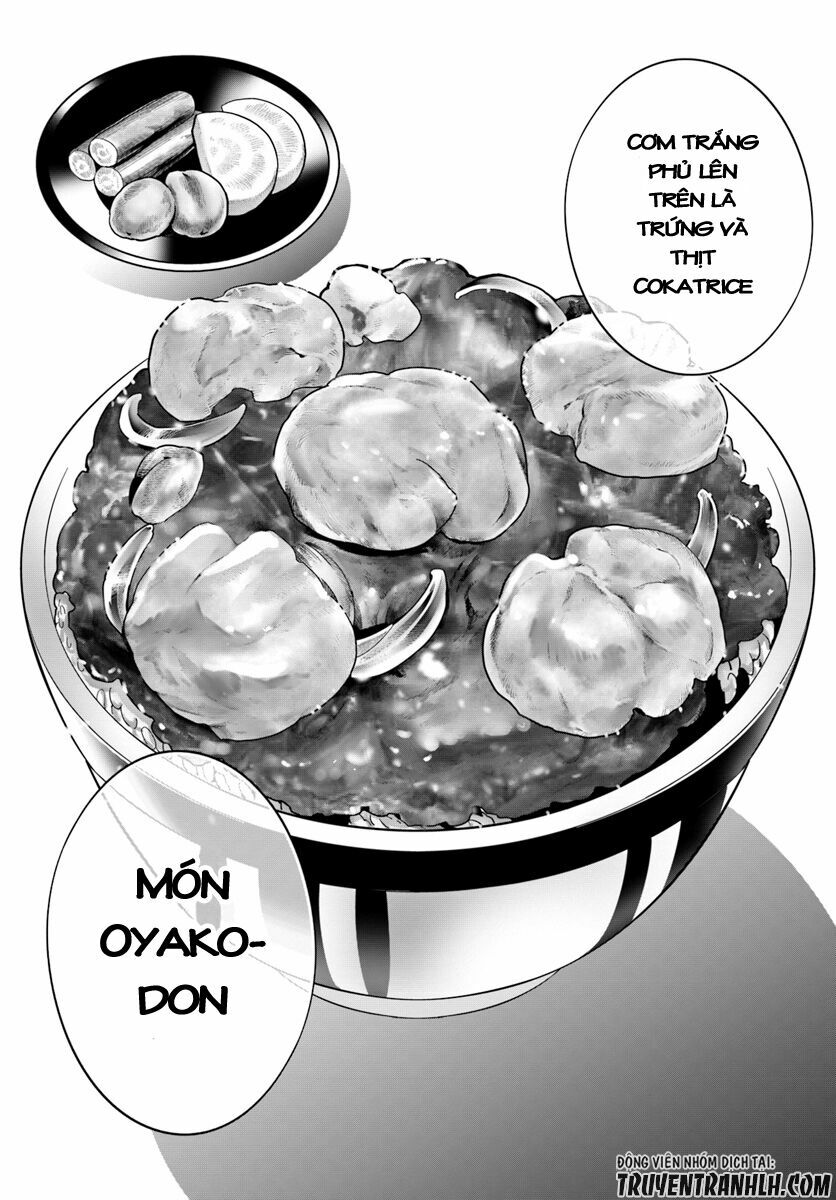 CƠM TRẮNG
PHỦ LÊN
TRÊN LÀ
TRỨNG VÀ
THỊT
COKATRICE
MÓN
OYAKO-
DON
ĐỘNG VIÊN NHÓM DỊCH TẠI:
TRUYENTRANHLH.COM